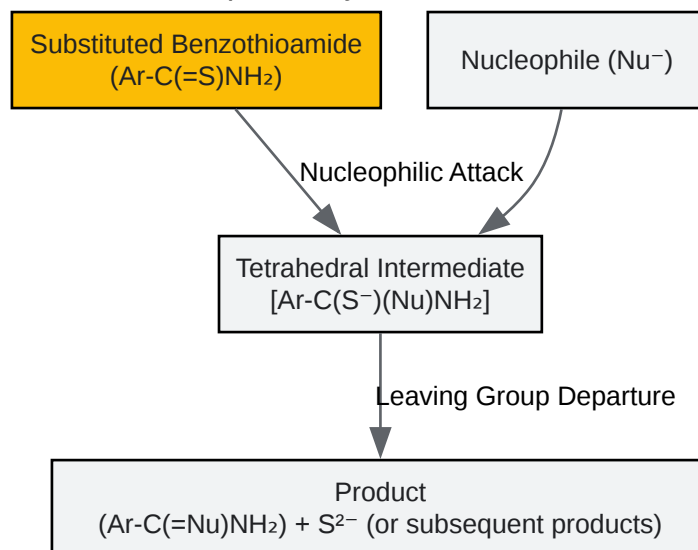 Substituted Benzothioamide
(Ar-C(=S)NH₂)
Nucleophile (Nu⁻)
Nucleophilic Attack
Tetrahedral Intermediate
[Ar-C(S⁻)(Nu)NH₂]
Leaving Group Departure
Product
(Ar-C(=Nu)NH₂) + S²⁻ (or subsequent products)